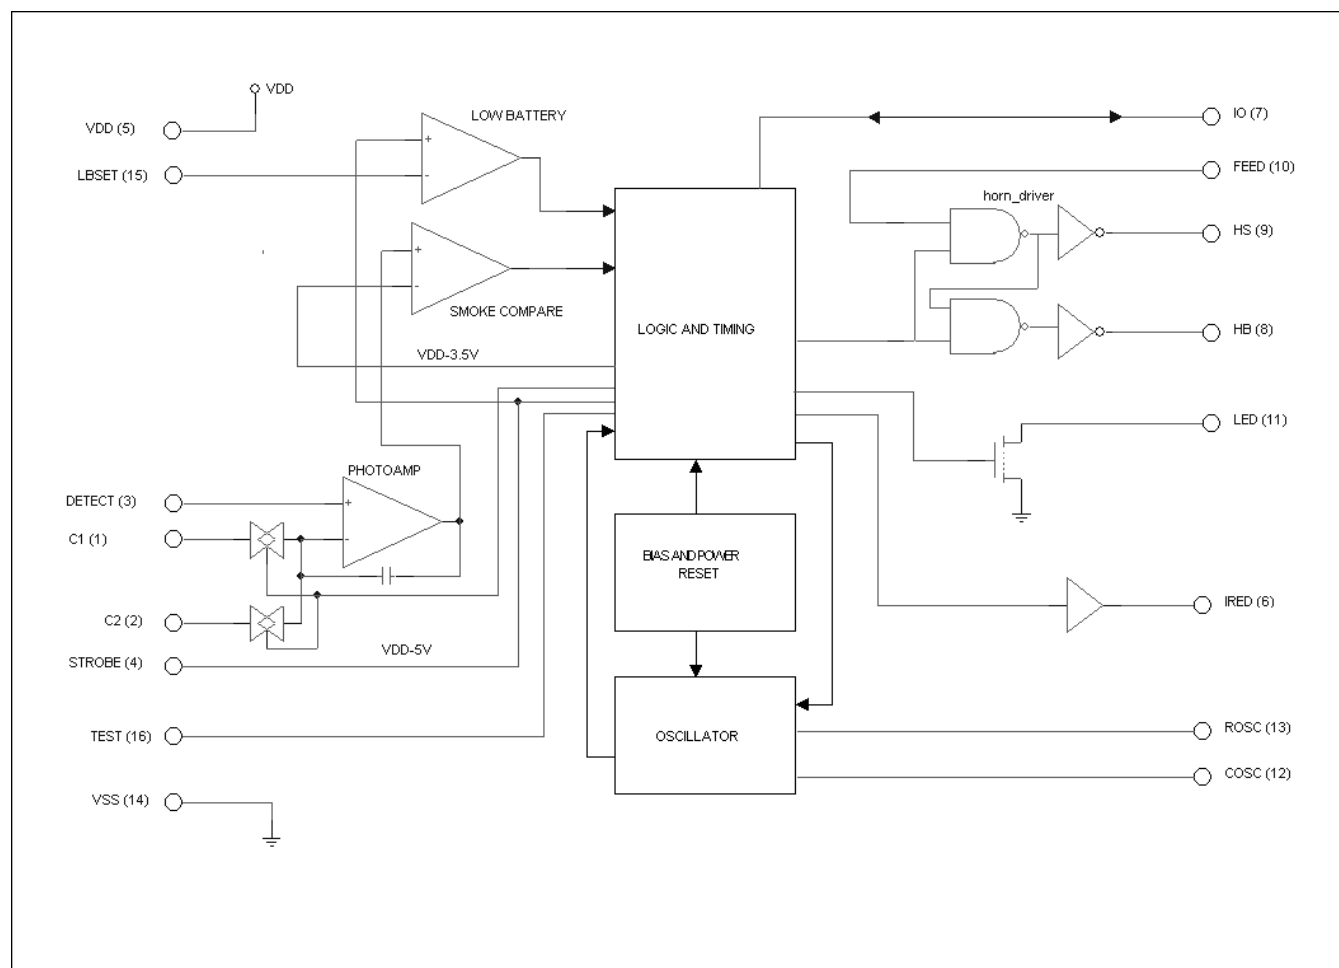 VDD
VDD (5)
LOW BATTERY
IO (7)
+
LBSET (15)
-
FEED (10)
horn_driver
HS (9)
+
-
SMOKE COMPARE
LOGIC AND TIMING
HB (8)
VDD-3.5V
LED (11)
PHOTOAMP
DETECT (3)
+
C1 (1)
-
BIAS AND POWER
RESET
IRED (6)
C2 (2)
VDD-5V
STROBE (4)
ROSC (13)
TEST (16)
OSCILLATOR
COSC (12)
VSS (14)